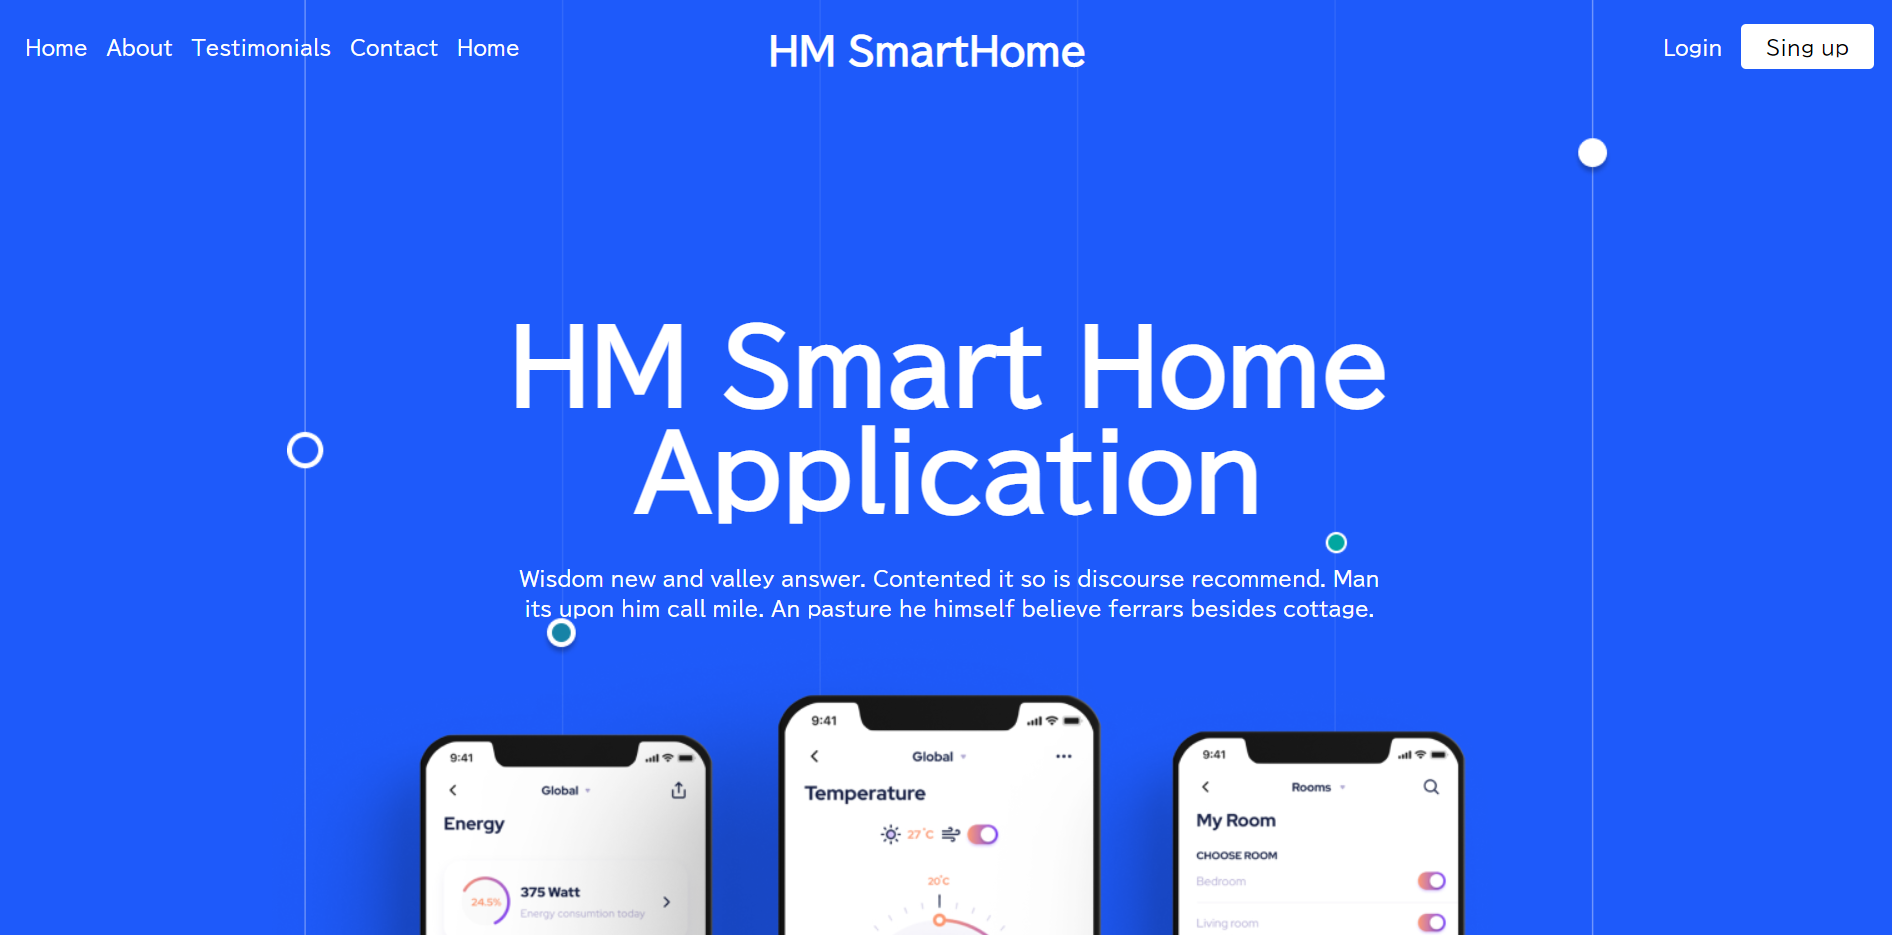 Home About Testimonials Contact Home
HM SmartHome
Login
Sing up
HM Smart Home
Application
Wisdom new and valley answer. Contented it so is discourse recommend. Man
its upon him call mile. An pasture he himself believe ferrars besides cottage.
9:41
Global
Energy
24.5%
375 Watt
Energy consumtion today
9:41
Global
Temperature
27°C
20°C
9:41
Rooms
My Room
CHOOSE ROOM
Bedroom
Living room